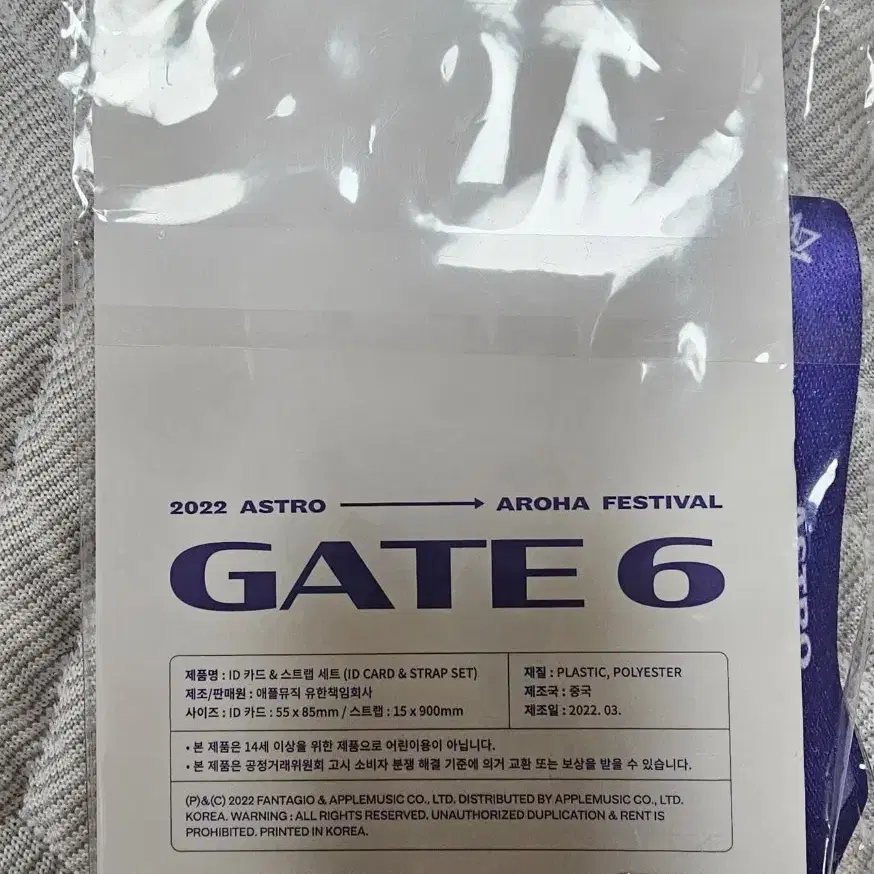 2022 ASTRO → AROHA FESTIVAL
GATE 6
제품명 : ID 카드 & 스트랩 세트 (ID CARD & STRAP SET)
제조/판매원 : 애플뮤직 유한책임회사
사이즈 : ID 카드 : 55 x 85mm / 스트랩 : 15 x 900mm
재질 : PLASTIC, POLYESTER
제조국 : 중국
제조일 : 2022. 03.
• 본 제품은 14세 이상을 위한 제품으로 어린이용이 아닙니다.
• 본 제품은 공정거래위원회 고시 소비자 분쟁 해결 기준에 의거 교환 또는 보상을 받을 수 있습니다.
(P)&(C) 2022 FANTAGIO & APPLEMUSIC CO., LTD. DISTRIBUTED BY APPLEMUSIC CO., LTD.
KOREA. WARNING : ALL RIGHTS RESERVED. UNAUTHORIZED DUPLICATION & RENT IS
PROHIBITED. PRINTED IN KOREA.
ASTRO